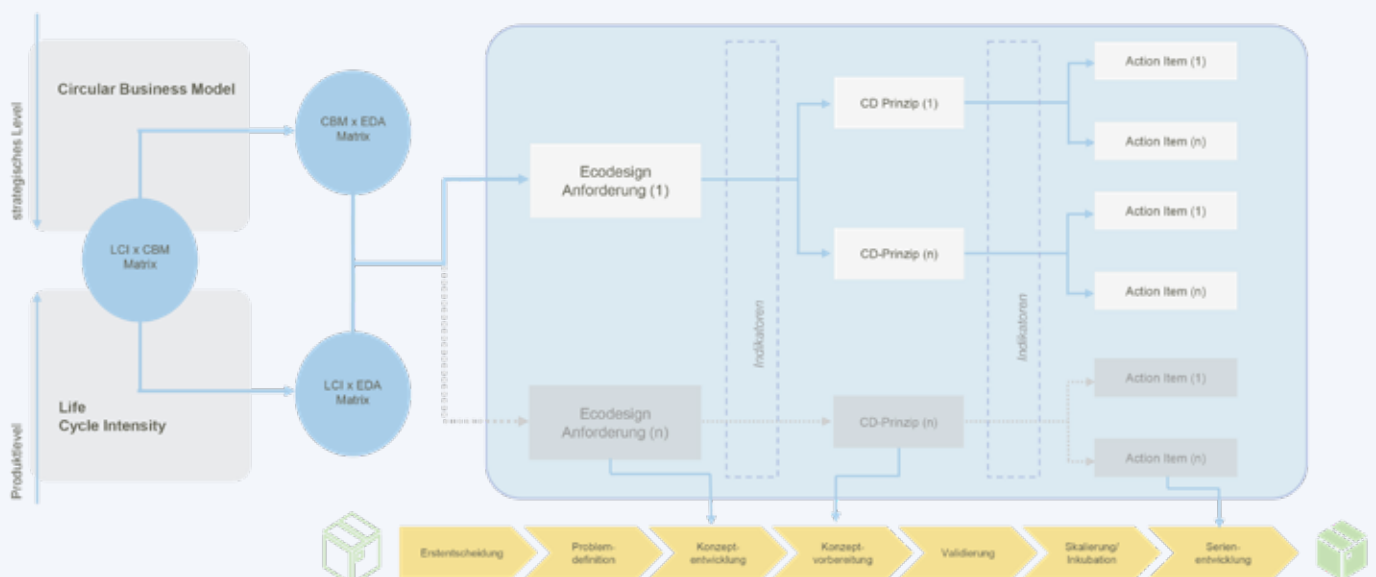 strategisches Level
Circular Business Model
LCI x CBM
Matrix
Produktlevel
Life
Cycle Intensity
CBM x EDA
Matrix
LCI x EDA
Matrix
Ecodesign
Anforderung (1)
Ecodesign
Anforderung (n)
Indikatoren
CD Prinzip (1)
CD-Prinzip (n)
CD-Prinzip (n)
Indikatoren
Action Item (1)
Action Item (n)
Action Item (1)
Action Item (n)
Action Item (1)
Action Item (n)
Erstentscheidung
Problem-
definition
Konzept-
entwicklung
Konzept-
vorbereitung
Validierung
Skalierung/
Inkubation
Serien-
entwicklung